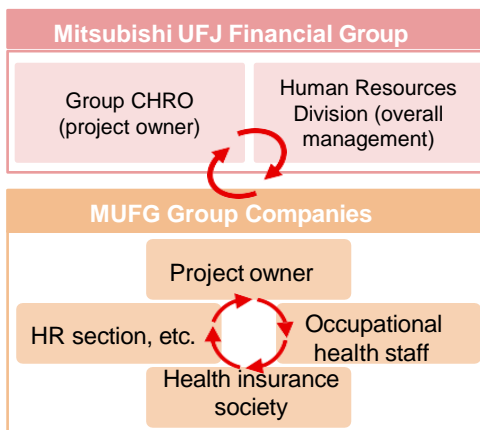 Mitsubishi UFJ Financial Group
Group CHRO
(project owner)
Human Resources
Division (overall
management)
MUFG Group Companies
Project owner
HR section, etc.
Occupational
health staff
Health insurance
society